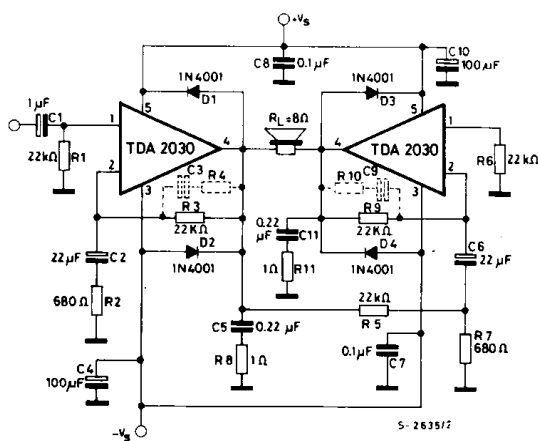 +Vs
C8
0.1µF
C10
100µF
1N4001
D1
1N4001
D3
1µF
C1
1
5
TDA 2030
4
RL=8Ω
4
5
1
TDA 2030
22kΩ
R1
2
3
C3
R4
R10
C9
3
2
R6
22kΩ
R3
22KΩ
R9
22KΩ
0.22
µF
C11
22µF
C2
D2
1N4001
D4
1N4001
C6
22µF
1Ω
R11
680Ω
R2
22kΩ
R5
C5
0.22 µF
R7
680Ω
C4
100µF
R8
1Ω
0.1µF
C7
-Vs
S-2635/2